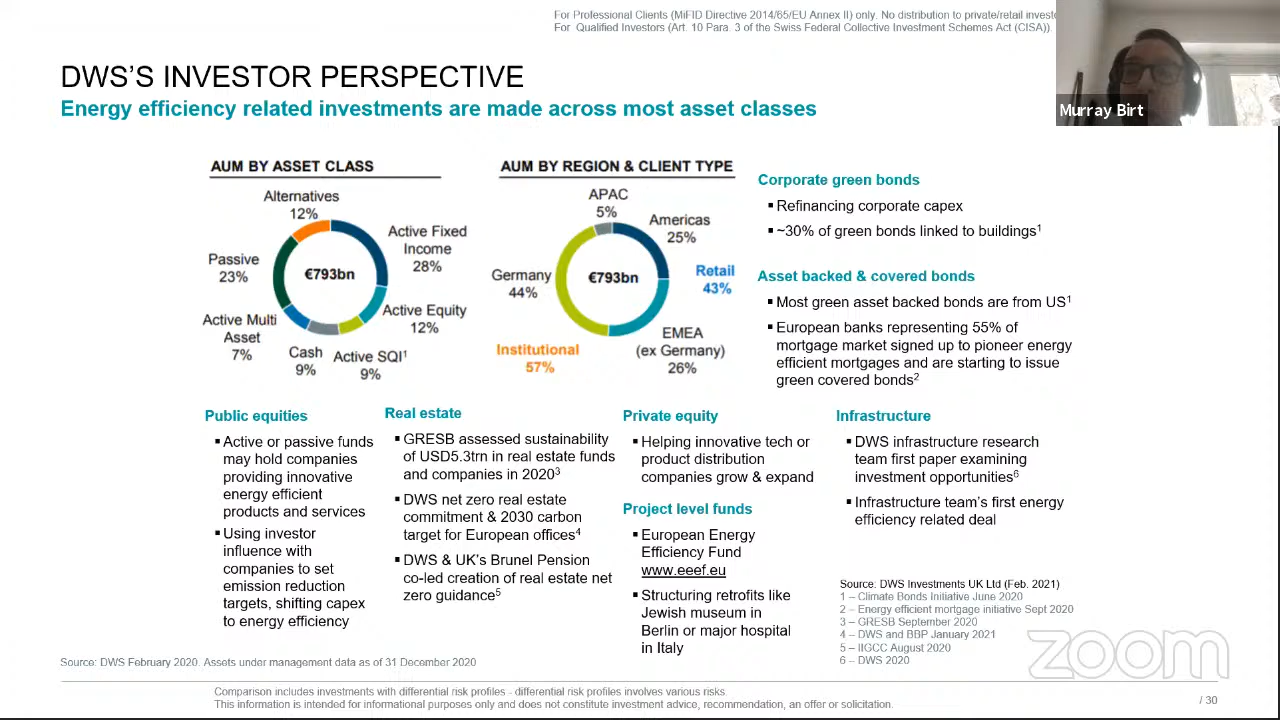 For Professional Clients (MiFID Directive 2014/65/EU Annex II) only. No distribution to private/retail
For Qualified Investors (Art. 10 Para. 3 of the Swiss Federal Collective Investment Schemes Act (CISA)).
Murray Birt
DWS'S INVESTOR PERSPECTIVE
Energy efficiency related investments are made across most asset classes
AUM BY ASSET CLASS
Alternatives
12%
Active Fixed
Income
28%
Passive
23%
€793bn
Active Equity
12%
Active Multi
Asset
7%
Cash
9%
Active SQI¹
9%
AUM BY REGION & CLIENT TYPE
APAC
5%
Americas
25%
Retail
43%
Germany
44%
€793bn
EMEA
(ex Germany)
26%
Institutional
57%
Corporate green bonds
▪ Refinancing corporate capex
▪ ~30% of green bonds linked to buildings¹
Asset backed & covered bonds
▪ Most green asset backed bonds are from US¹
▪ European banks representing 55% of
mortgage market signed up to pioneer energy
efficient mortgages and are starting to issue
green covered bonds²
Public equities
▪ Active or passive funds
may hold companies
providing innovative
energy efficient
products and services
▪ Using investor
influence with
companies to set
emission reduction
targets, shifting capex
to energy efficiency
Real estate
▪ GRESB assessed sustainability
of USD5.3trn in real estate funds
and companies in 2020³
▪ DWS net zero real estate
commitment & 2030 carbon
target for European offices⁴
▪ DWS & UK's Brunel Pension
co-led creation of real estate net
zero guidance⁵
Private equity
▪ Helping innovative tech or
product distribution
companies grow & expand
Project level funds
▪ European Energy
Efficiency Fund
www.eeef.eu
▪ Structuring retrofits like
Jewish museum in
Berlin or major hospital
in Italy
Infrastructure
▪ DWS infrastructure research
team first paper examining
investment opportunities⁶
▪ Infrastructure team's first energy
efficiency related deal
Source: DWS Investments UK Ltd (Feb. 2021)
1 – Climate Bonds Initiative June 2020
2 – Energy efficient mortgage initiative Sept 2020
3 – GRESB September 2020
4 – DWS and BBP January 2021
5 – IIGCC August 2020
6 – DWS 2020
zoom
Source: DWS February 2020. Assets under management data as of 31 December 2020
Comparison includes investments with differential risk profiles - differential risk profiles involves various risks.
This information is intended for informational purposes only and does not constitute investment advice, recommendation, an offer or solicitation.
/ 30